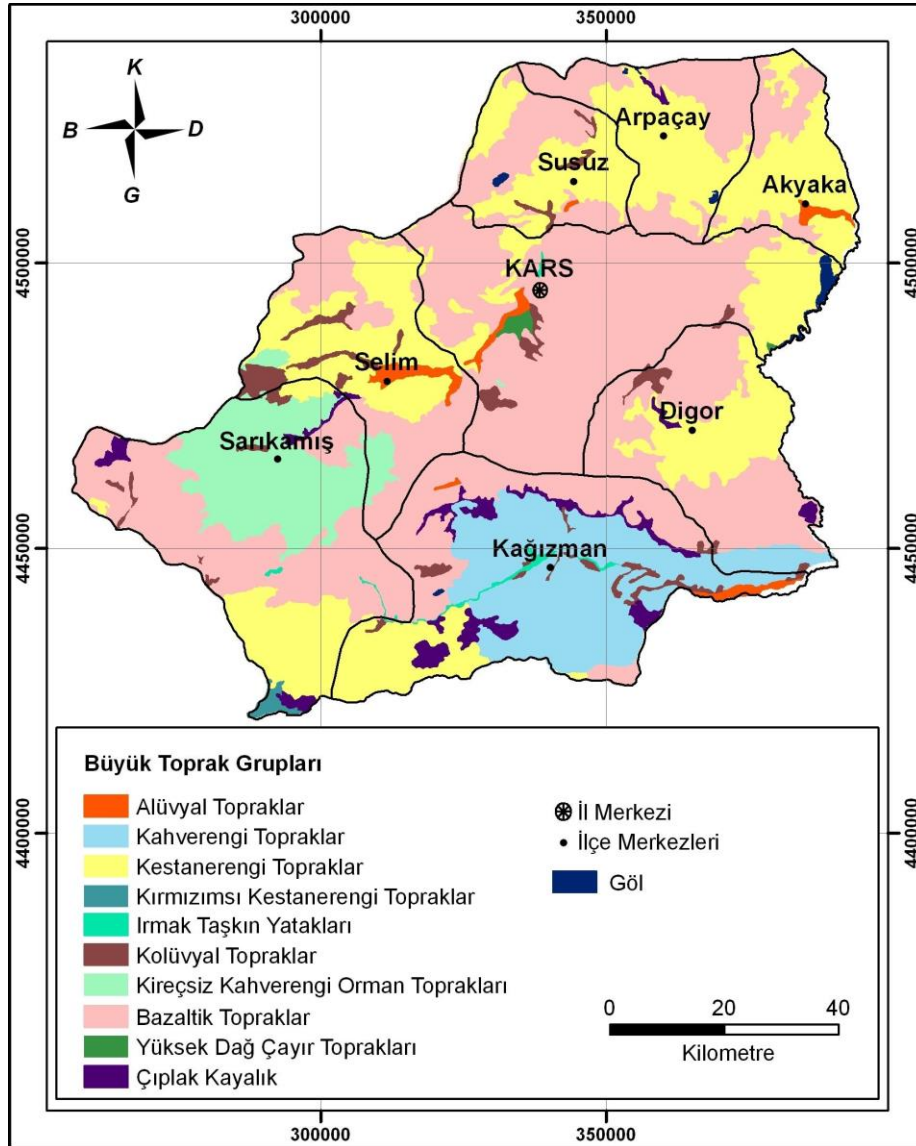 300000
350000
K
B
D
G
Arpaçay
Susuz
Akyaka
4500000
4500000
KARS
Selim
Digor
Sarıkamış
Kağızman
4450000
4450000
Büyük Toprak Grupları
Alüvyal Topraklar
Kahverengi Topraklar
Kestanerengi Topraklar
Kırmızımsı Kestanerengi Topraklar
Irmak Taşkın Yatakları
Kolüvyal Topraklar
Kireçsiz Kahverengi Orman Toprakları
Bazaltik Topraklar
Yüksek Dağ Çayır Toprakları
Çıplak Kayalık
İl Merkezi
İlçe Merkezleri
Göl
4400000
4400000
0 20 40
Kilometre
300000
350000